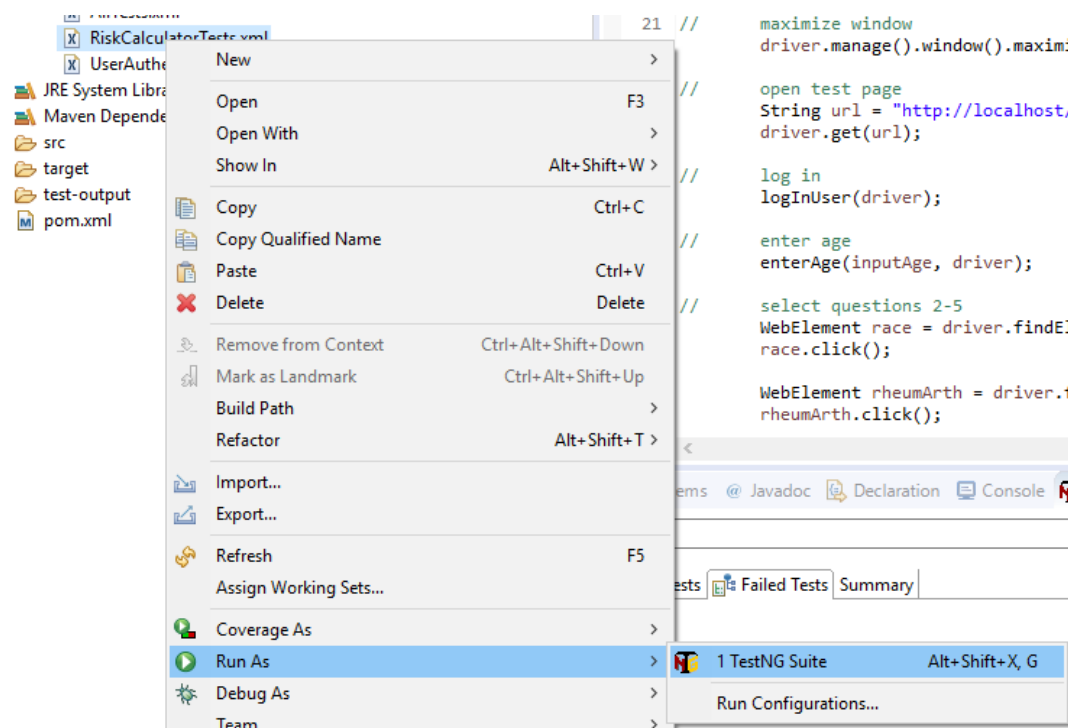 RiskCalculatorTests.xml
JRE System
Maven
src
target
test-output
pom.xml
New
Open F3
Open With
Show In Alt+Shift+W
Copy Ctrl+C
Copy Qualified Name
Paste Ctrl+V
Delete Delete
Remove from Context Ctrl+Alt+Shift+Down
Mark as Landmark Ctrl+Alt+Shift+Up
Build Path
Refactor Alt+Shift+T
Import...
Export...
Refresh F5
Assign Working Sets...
Coverage As
Run As
Debug As
Team
1 TestNG Suite Alt+Shift+X, G
Run Configurations...
21 // maximize window
driver.manage().window().maximi
// open test page
String url = "http://localhost/
driver.get(url);
// log in
logInUser(driver);
// enter age
enterAge(inputAge, driver);
// select questions 2-5
WebElement race = driver.findEl
race.click();
WebElement rheumArth = driver.f
rheumArth.click();
@ Javadoc Declaration Console
Failed Tests Summary